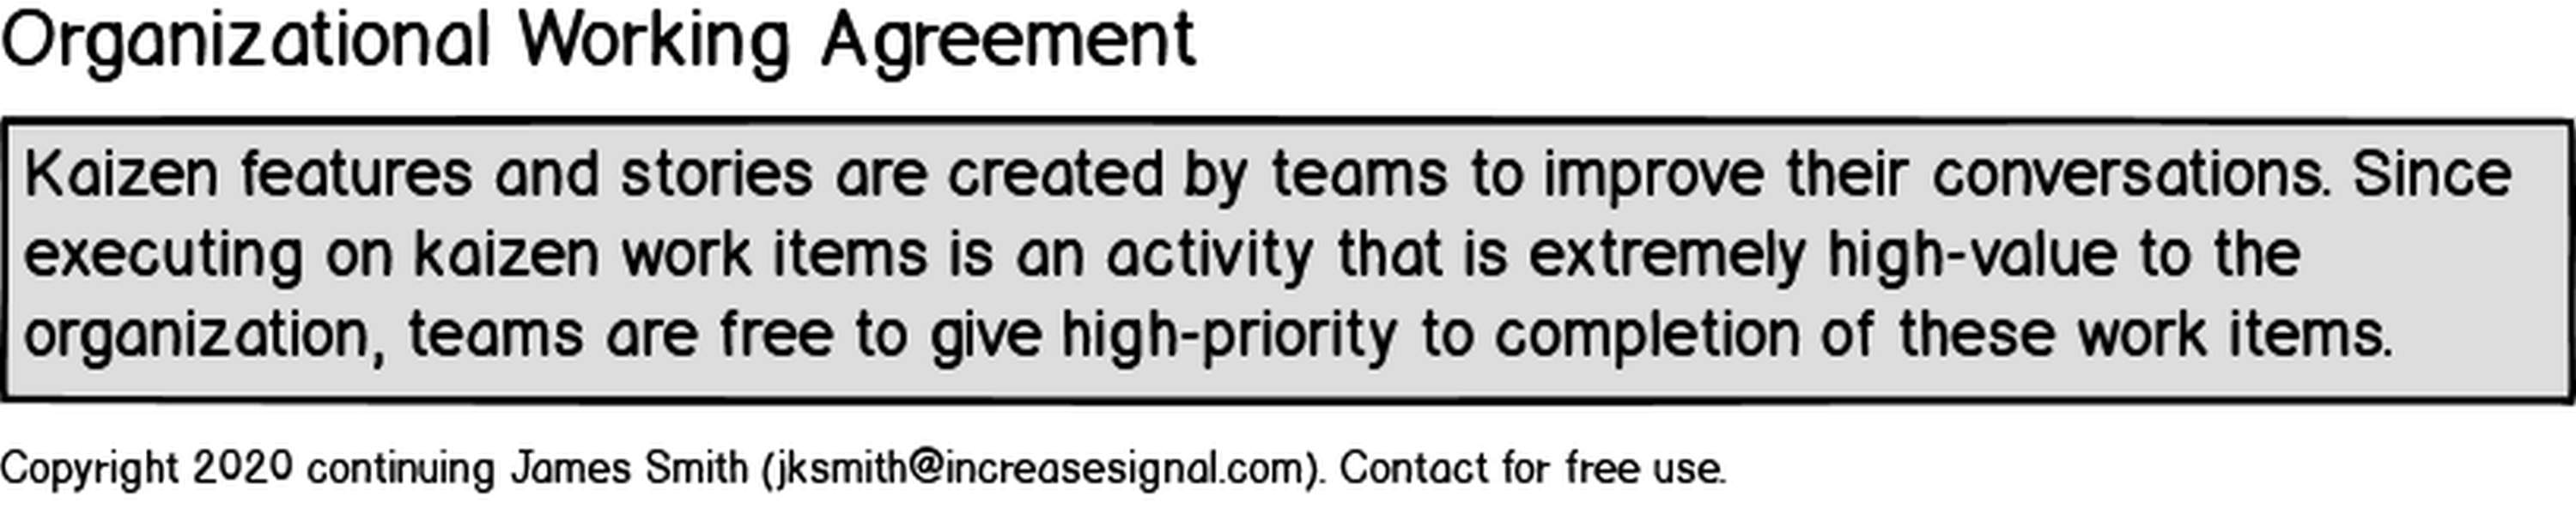 Organizational Working Agreement
Kaizen features and stories are created by teams to improve their conversations. Since
executing on kaizen work items is an activity that is extremely high-value to the
organization, teams are free to give high-priority to completion of these work items.
Copyright 2020 continuing James Smith (jksmith@increasesignal.com). Contact for free use.